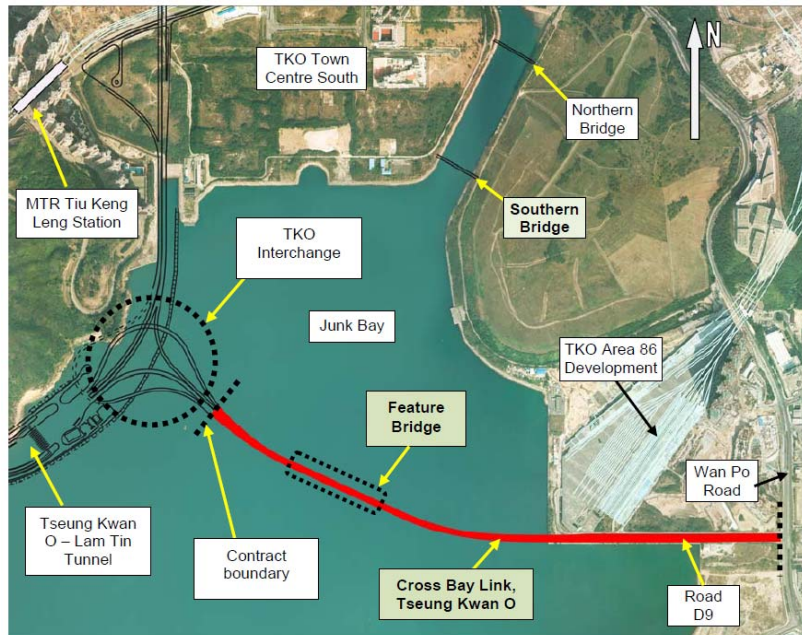 TKO Town
Centre South
N
Northern
Bridge
MTR Tiu Keng
Leng Station
Southern
Bridge
TKO
Interchange
Junk Bay
TKO Area 86
Development
Feature
Bridge
Wan Po
Road
Tseung Kwan
O – Lam Tin
Tunnel
Contract
boundary
Cross Bay Link,
Tseung Kwan O
Road
D9